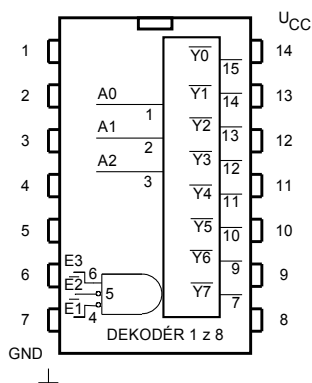 U_CC
1 Y0 14
15
2 A0 Y1 13
1 14
A1 Y2
3 2 13 12
A2 Y3
3 12
4 Y4 11
11
5 Y5 10
10
E3 Y6
6 6 9 9
E2 5
E1 Y7
7 4 7 8
DEKODÉR 1 z 8
GND